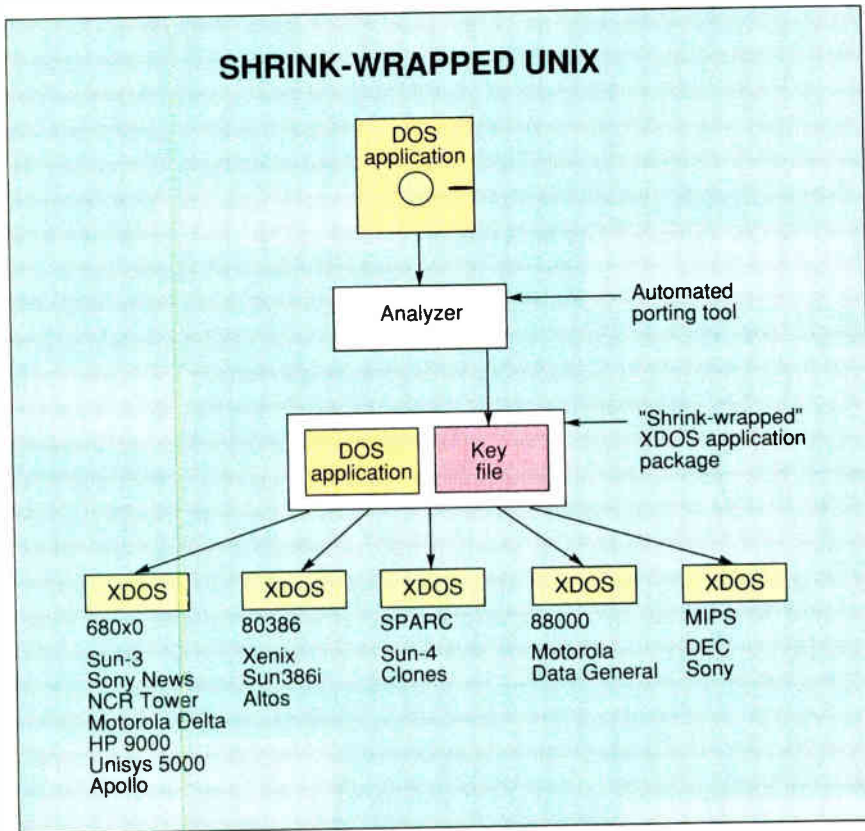 SHRINK-WRAPPED UNIX
DOS
application
Analyzer
Automated
porting tool
DOS
application
Key
file
"Shrink-wrapped"
XDOS application
package
XDOS
680x0
Sun-3
Sony News
NCR Tower
Motorola Delta
HP 9000
Unisys 5000
Apollo
XDOS
80386
Xenix
Sun386i
Altos
XDOS
SPARC
Sun-4
Clones
XDOS
88000
Motorola
Data General
XDOS
MIPS
DEC
Sony